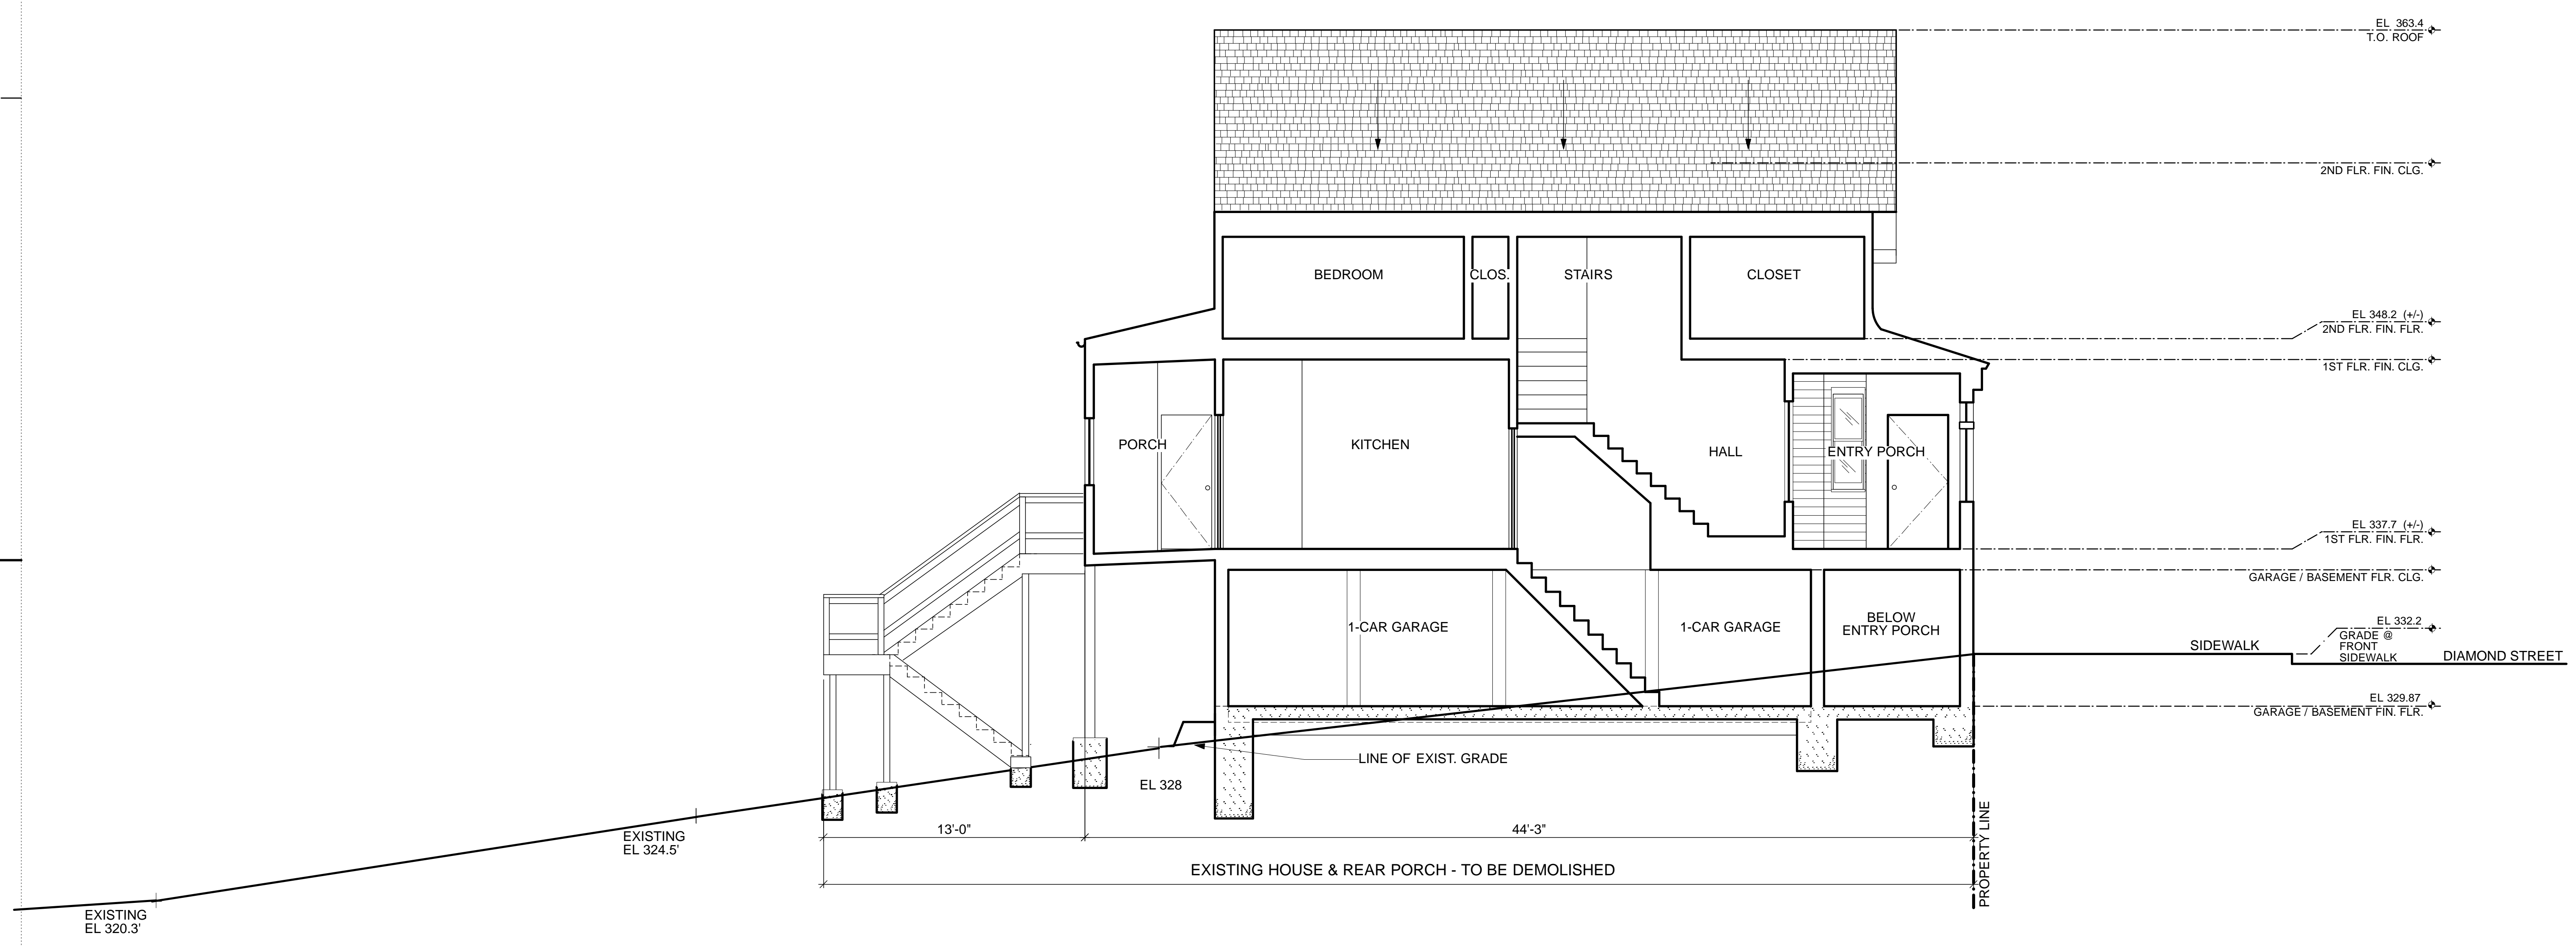 EL  363.4
T.O. ROOF
2ND FLR. FIN. CLG.
BEDROOM
CLOS.
STAIRS
CLOSET
EL 348.2  (+/-)
2ND FLR. FIN. FLR.
1ST FLR. FIN. CLG.
PORCH
KITCHEN
HALL
ENTRY PORCH
EL 337.7  (+/-)
1ST FLR. FIN. FLR.
GARAGE / BASEMENT FLR. CLG.
1-CAR GARAGE
1-CAR GARAGE
BELOW
ENTRY PORCH
EL 332.2
GRADE @
FRONT
SIDEWALK
SIDEWALK
DIAMOND STREET
EL 329.87
GARAGE / BASEMENT FIN. FLR.
LINE OF EXIST. GRADE
EL 328
EXISTING
EL 324.5'
13'-0"
44'-3"
EXISTING HOUSE & REAR PORCH - TO BE DEMOLISHED
PROPERTY LINE
EXISTING
EL 320.3'